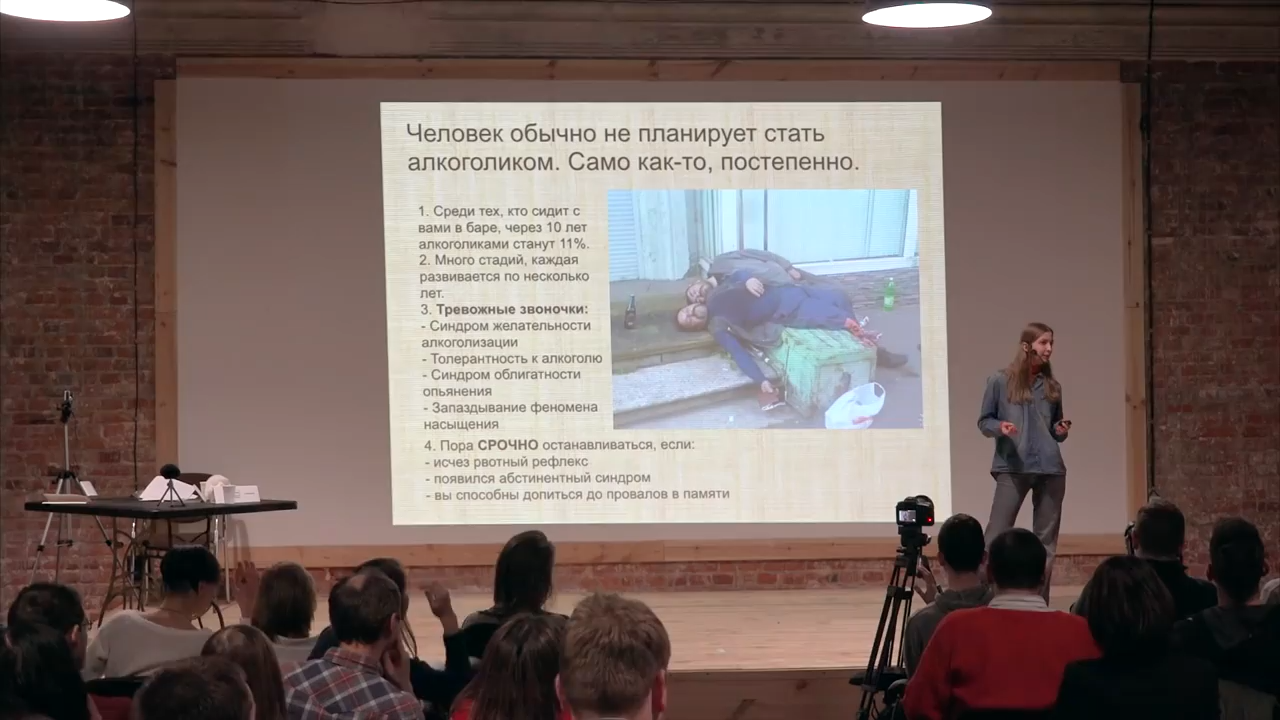 Человек обычно не планирует стать
алкоголиком. Само как-то, постепенно.
1. Среди тех, кто сидит с
вами в баре, через 10 лет
алкоголиками станут 11%.
2. Много стадий, каждая
развивается по несколько
лет.
3. Тревожные звоночки:
- Синдром желательности
алкоголизации
- Толерантность к алкоголю
- Синдром облигатности
опьянения
- Запаздывание феномена
насыщения
4. Пора СРОЧНО останавливаться, если:
- исчез рвотный рефлекс
- появился абстинентный синдром
- вы способны допиться до провалов в памяти